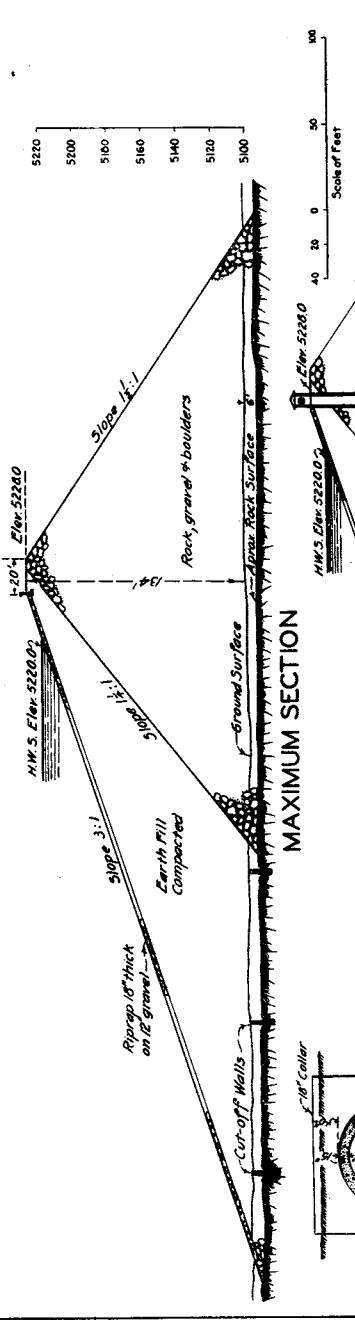 20'
Elev. 5228.0
H.W.S. Elev. 5220.0
Slope 3:1
Slope 1¼:1
Slope 1½:1
134'
Riprap 18" thick
on 12" gravel
Earth Fill
Compacted
Rock, gravel & boulders
Cut-off Walls
Ground Surface
Aprox. Rock Surface
6'
5220
5200
5180
5160
5140
5120
5100
MAXIMUM SECTION
40 20 0 50 100
Scale of Feet
H.W.S. Elev. 5220.0
Elev. 5228.0
18" Collar